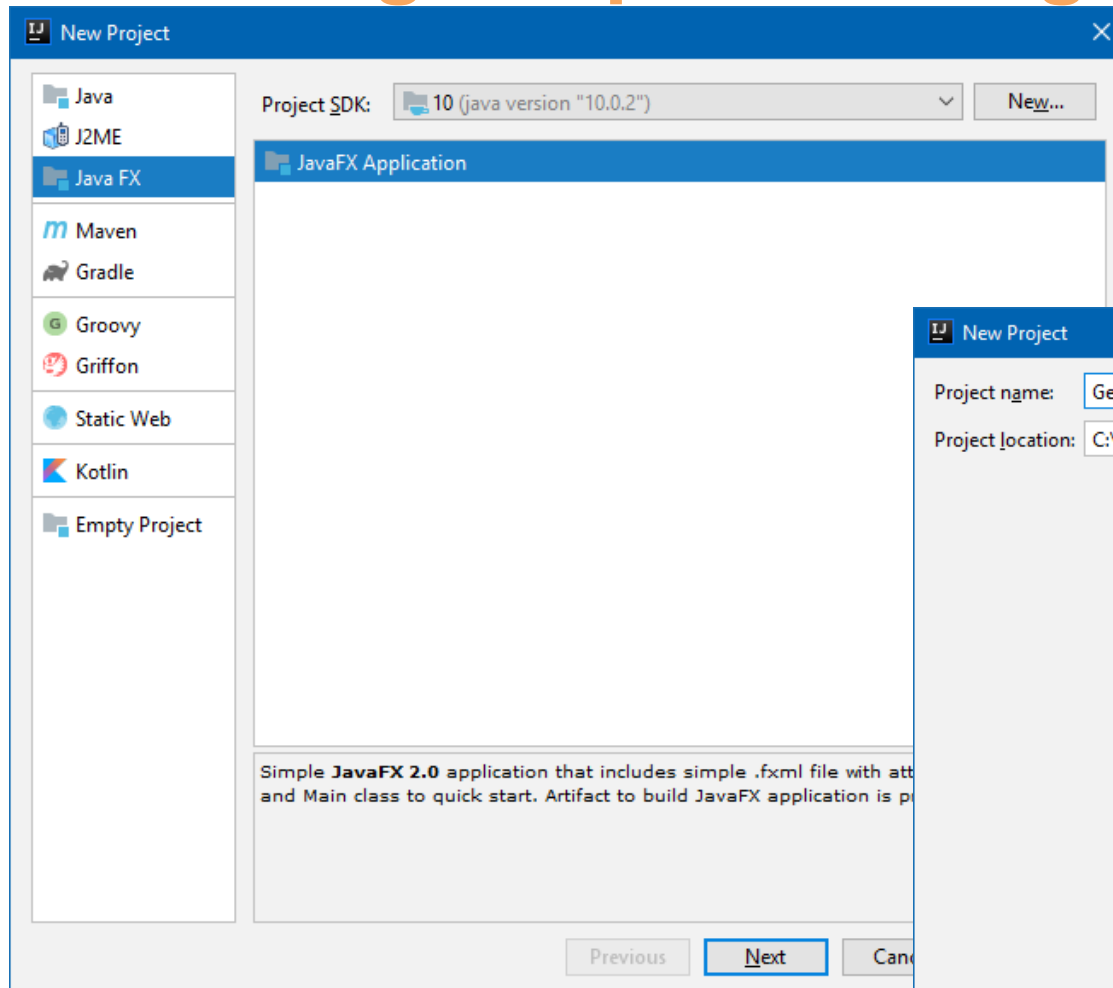 New Project
Java
J2ME
Java FX
Maven
Gradle
Groovy
Griffon
Static Web
Kotlin
Empty Project
Project SDK: 10 (java version "10.0.2") New...
JavaFX Application
Simple JavaFX 2.0 application that includes simple .fxml file with att
and Main class to quick start. Artifact to build JavaFX application is
Previous Next Canc
New Project
Project name: Ge
Project location: C:\